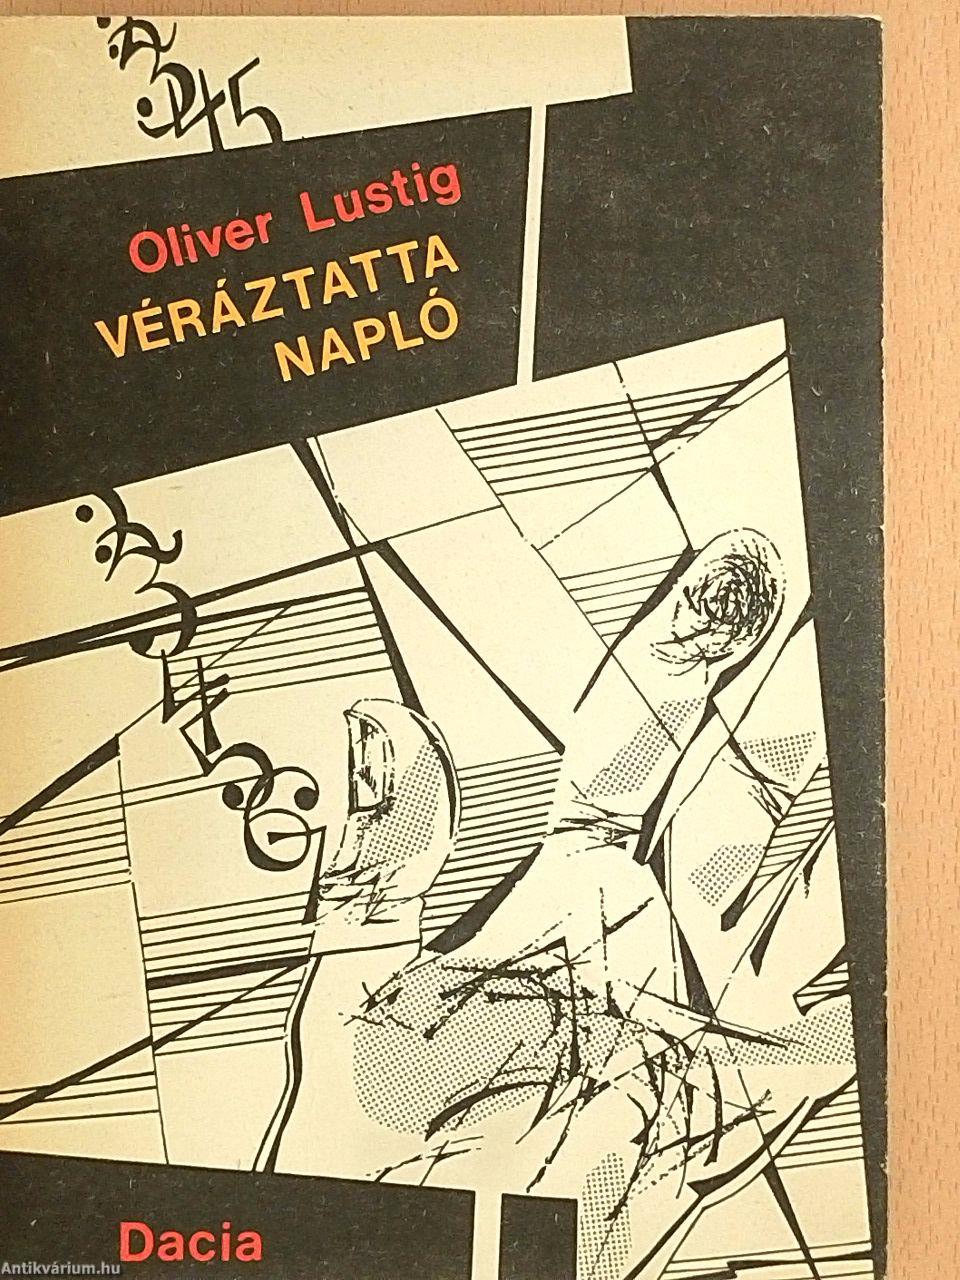 Oliver Lustig
VÉRÁZTATTA
NAPLÓ
Dacia
Antikvárium.hu